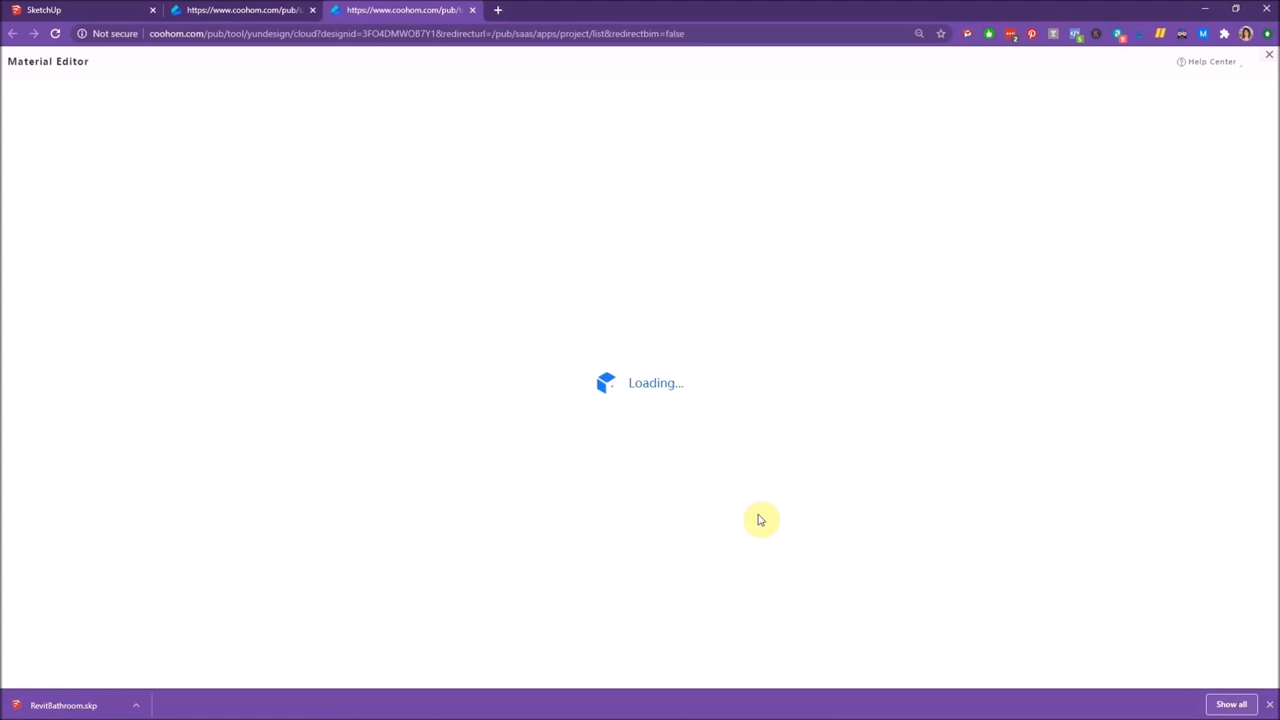 SketchUp
https://www.coohom.com/pub/s
https://www.coohom.com/pub/t
Not secure
coohom.com/pub/tool/yundesign/cloud?designid=3FO4DMWOB7Y1&redirecturl=/pub/saas/apps/project/list&redirectbim=false
Material Editor
Help Center
Loading...
RevitBathroom.skp
Show all